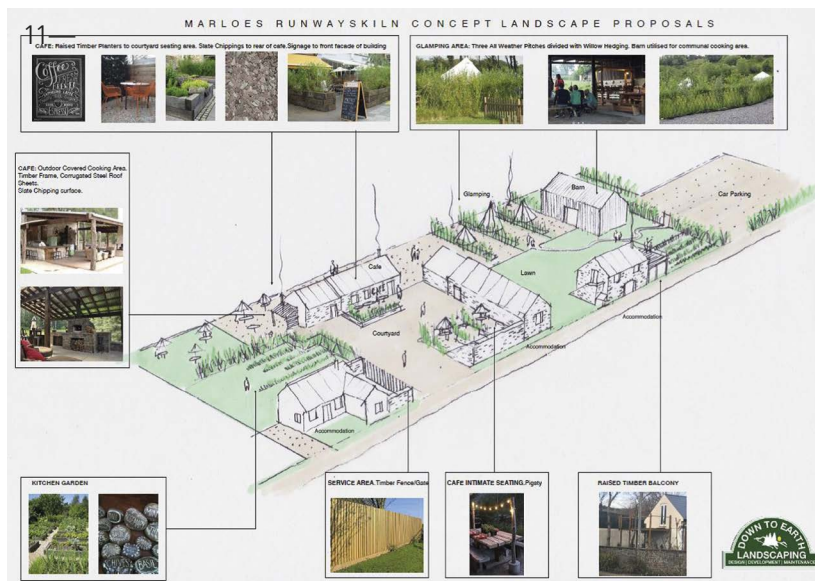 MARLOES RUNWAYSKILN CONCEPT LANDSCAPE PROPOSALS
11
CAFE: Raised Timber Planters to courtyard seating area. Slate Chippings to rear of cafe.Signage to front facade of building
Coffee
GLAMPING AREA: Three All Weather Pitches divided with Willow Hedging. Barn utilised for communal cooking area.
CAFE: Outdoor Covered Cooking Area.
Timber Frame, Corrugated Steel Roof
Sheets.
Slate Chipping surface.
Glamping
Barn
Car Parking
Cafe
Lawn
Courtyard
Accommodation
Accommodation
Accommodation
KITCHEN GARDEN
SERVICE AREA.Timber Fence/Gate
CAFE INTIMATE SEATING.Pigsty
RAISED TIMBER BALCONY
DOWN TO EARTH
LANDSCAPING
DESIGN | DEVELOPMENT | MAINTENANCE